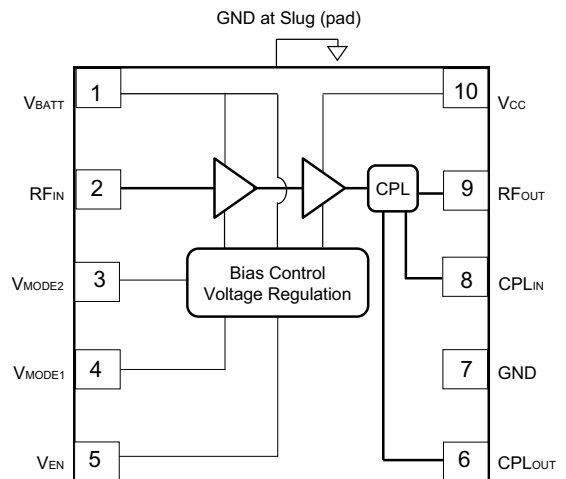 GND at Slug (pad)
1
10
VBATT
VCC
RFIN
2
CPL
9
RFOUT
VMODE2
3
Bias Control
Voltage Regulation
8
CPLIN
VMODE1
4
7
GND
VEN
5
6
CPLOUT